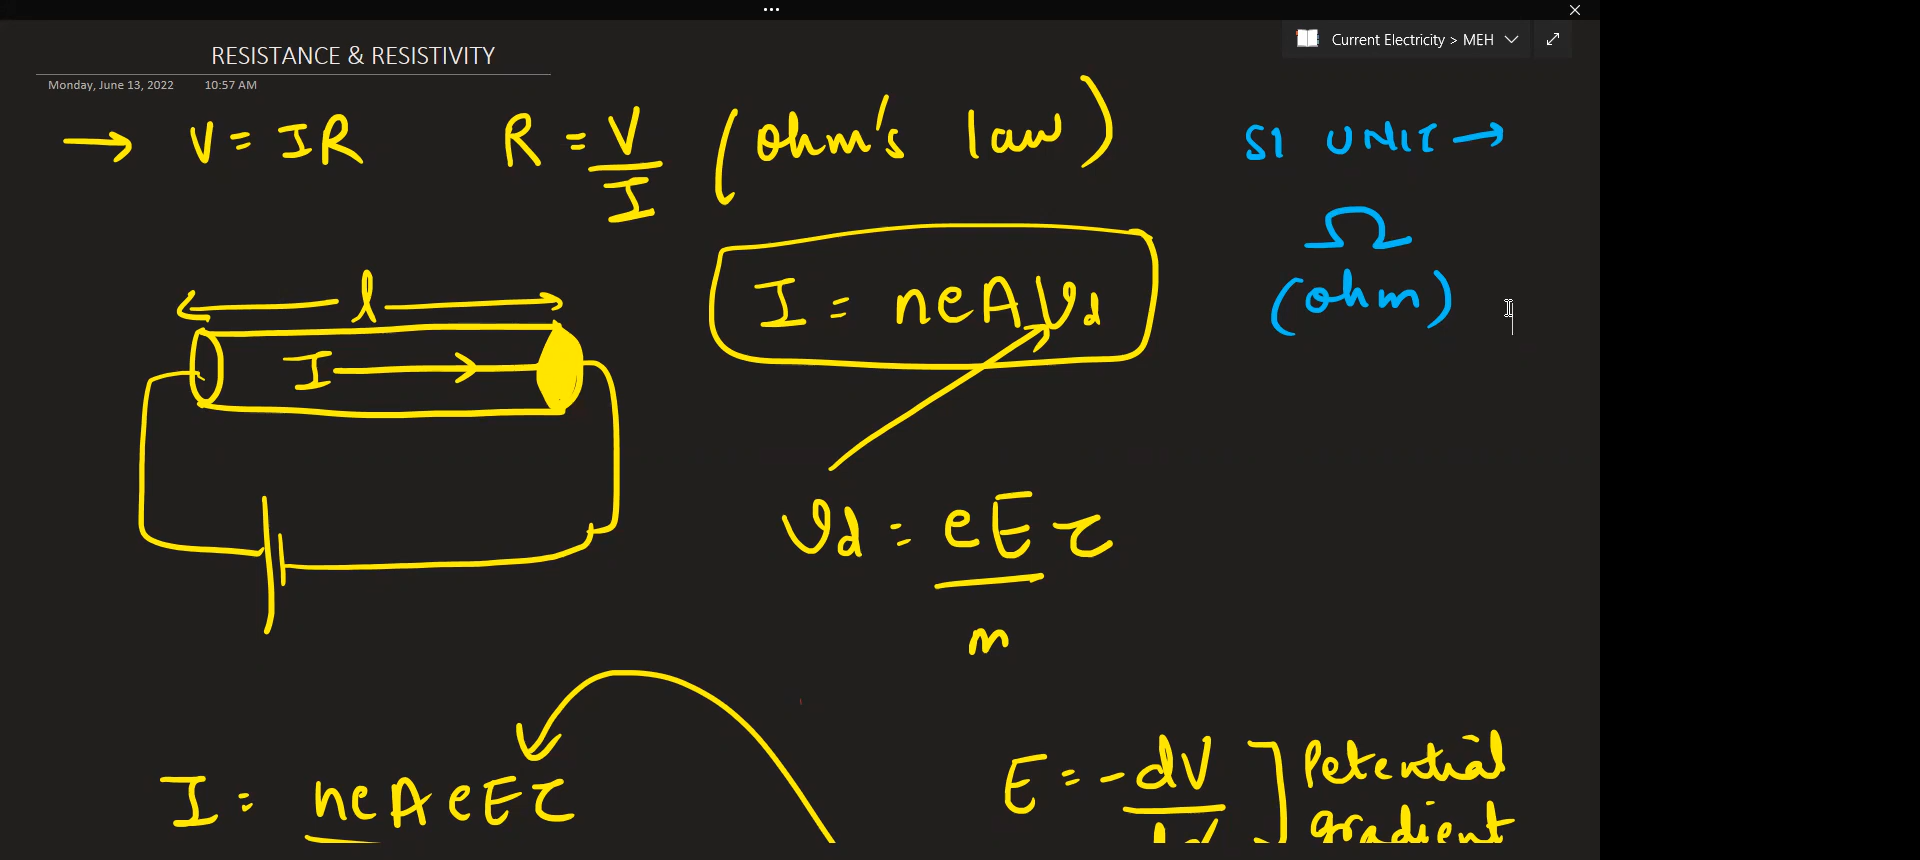 Current Electricity > MEH
RESISTANCE & RESISTIVITY
Monday, June 13, 2022 10:57 AM
→ V = IR R = V/I (ohm's law)
SI UNIT →
Ω
(ohm)
l
I = neAVd
I
Vd = eEτ/m
I = neAeEτ
E = -dV
Potential
gradient